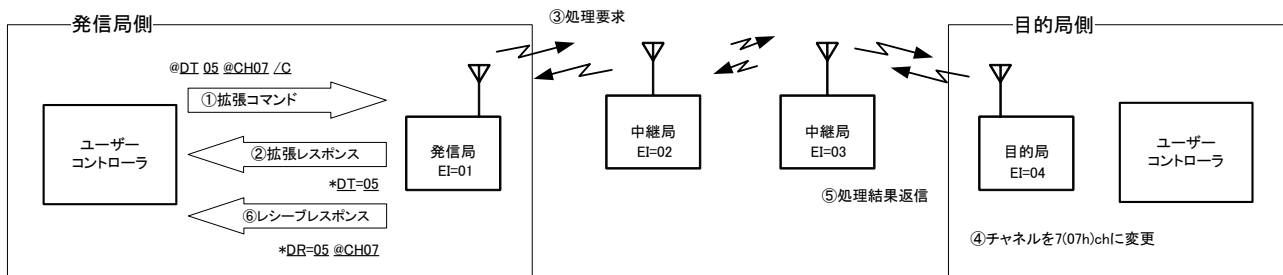 発信局側
③処理要求
目的局側
@DT 05 @CH07 /C
①拡張コマンド
ユーザー
コントローラ
②拡張レスポンス
*DT=05
⑥レシーブレスポンス
*DR=05 @CH07
発信局
EI=01
中継局
EI=02
中継局
EI=03
⑤処理結果返信
目的局
EI=04
ユーザー
コントローラ
④チャネルを7(07h)chに変更